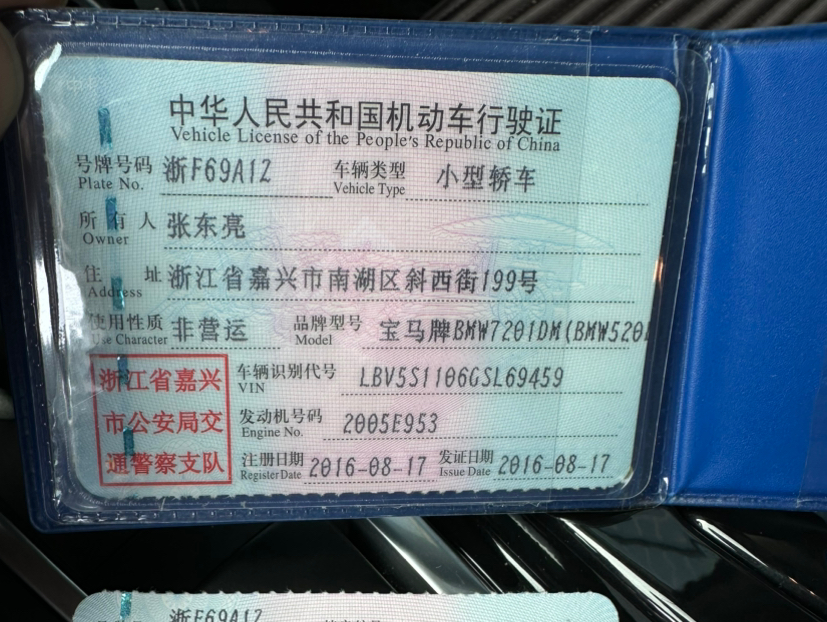 中华人民共和国机动车行驶证
Vehicle License of the People's Republic of China
号牌号码 浙F69A1Z 车辆类型 小型轿车
Plate No. Vehicle Type
所有人 张东亮
Owner
住址 浙江省嘉兴市南湖区斜西街199号
Address
使用性质 非营运 品牌型号 宝马牌BMW7201DM(BMW520
Use Character Model
浙江省嘉兴
市公安局交
通警察支队
车辆识别代号 LBV5S1106GSL69459
VIN
发动机号码 2005E953
Engine No.
注册日期 2016-08-17 发证日期 2016-08-17
Register Date Issue Date
浙F69A1Z